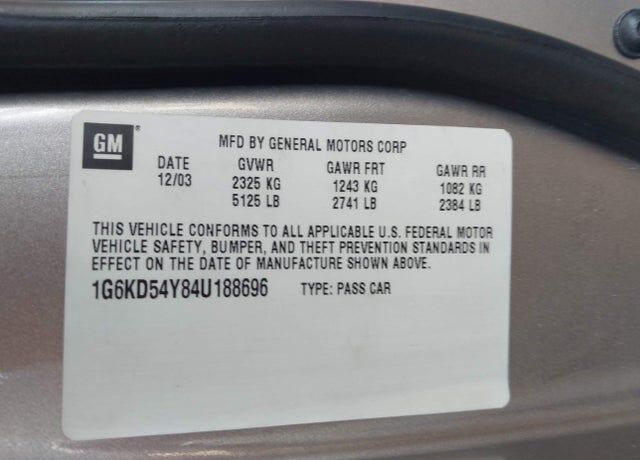 GM
MFD BY GENERAL MOTORS CORP
DATE GVWR GAWR FRT GAWR RR
12/03 2325 KG 1243 KG 1082 KG
5125 LB 2741 LB 2384 LB
THIS VEHICLE CONFORMS TO ALL APPLICABLE U.S. FEDERAL MOTOR
VEHICLE SAFETY, BUMPER, AND THEFT PREVENTION STANDARDS IN
EFFECT ON THE DATE OF MANUFACTURE SHOWN ABOVE.
1G6KD54Y84U188696 TYPE: PASS CAR